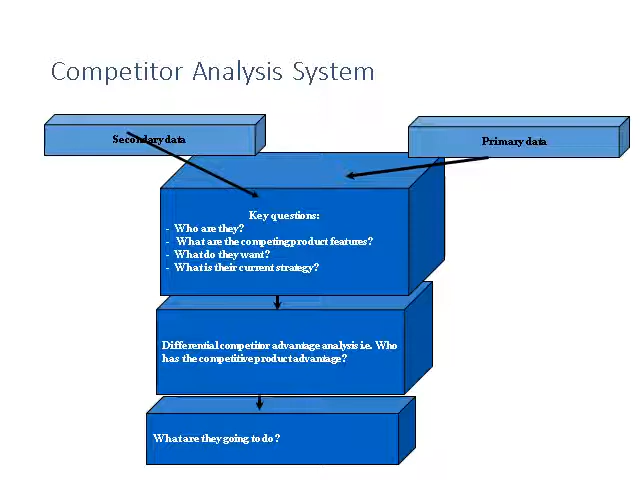 Competitor Analysis System
Secondary data
Primary data
Key questions:
- Who are they?
- What are the competing product features?
- What do they want?
- What is their current strategy?
Differential competitor advantage analysis i.e. Who
has the competitive product advantage?
What are they going to do?